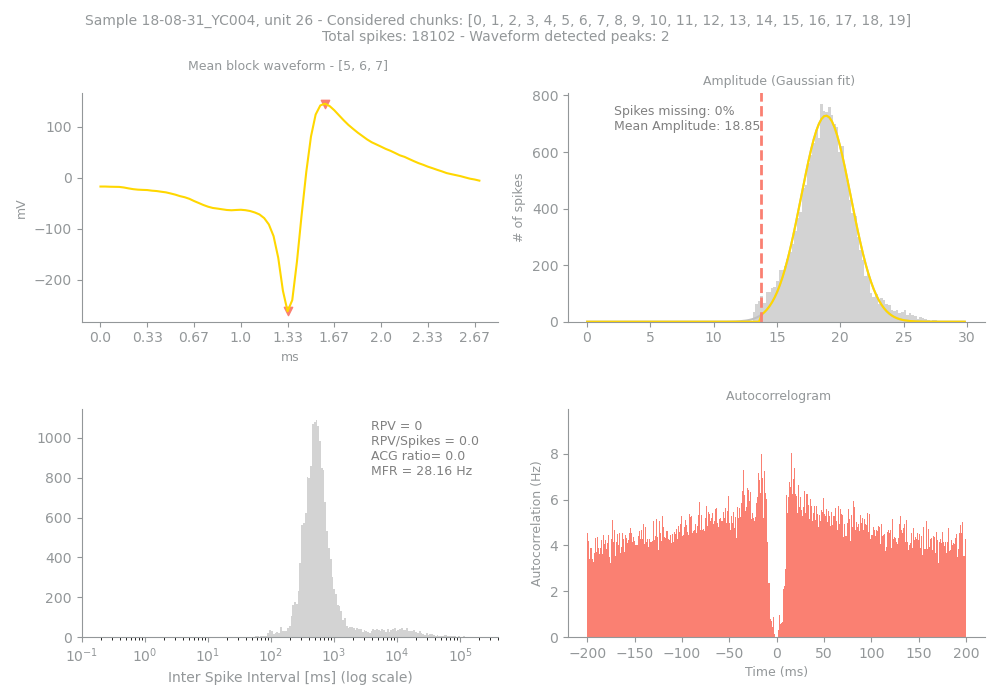 Sample 18-08-31_YC004, unit 26 - Considered chunks: [0, 1, 2, 3, 4, 5, 6, 7, 8, 9, 10, 11, 12, 13, 14, 15, 16, 17, 18, 19]
Total spikes: 18102 - Waveform detected peaks: 2
Mean block waveform - [5, 6, 7]
mV
100
0
−100
−200
0.0 0.33 0.67 1.0 1.33 1.67 2.0 2.33 2.67
ms
Amplitude (Gaussian fit)
Spikes missing: 0%
Mean Amplitude: 18.85
# of spikes
800
600
400
200
0
0 5 10 15 20 25 30
RPV = 0
RPV/Spikes = 0.0
ACG ratio= 0.0
MFR = 28.16 Hz
1000
800
600
400
200
0
10⁻¹ 10⁰ 10¹ 10² 10³ 10⁴ 10⁵
Inter Spike Interval [ms] (log scale)
Autocorrelogram
Autocorrelation (Hz)
8
6
4
2
0
−200 −150 −100 −50 0 50 100 150 200
Time (ms)